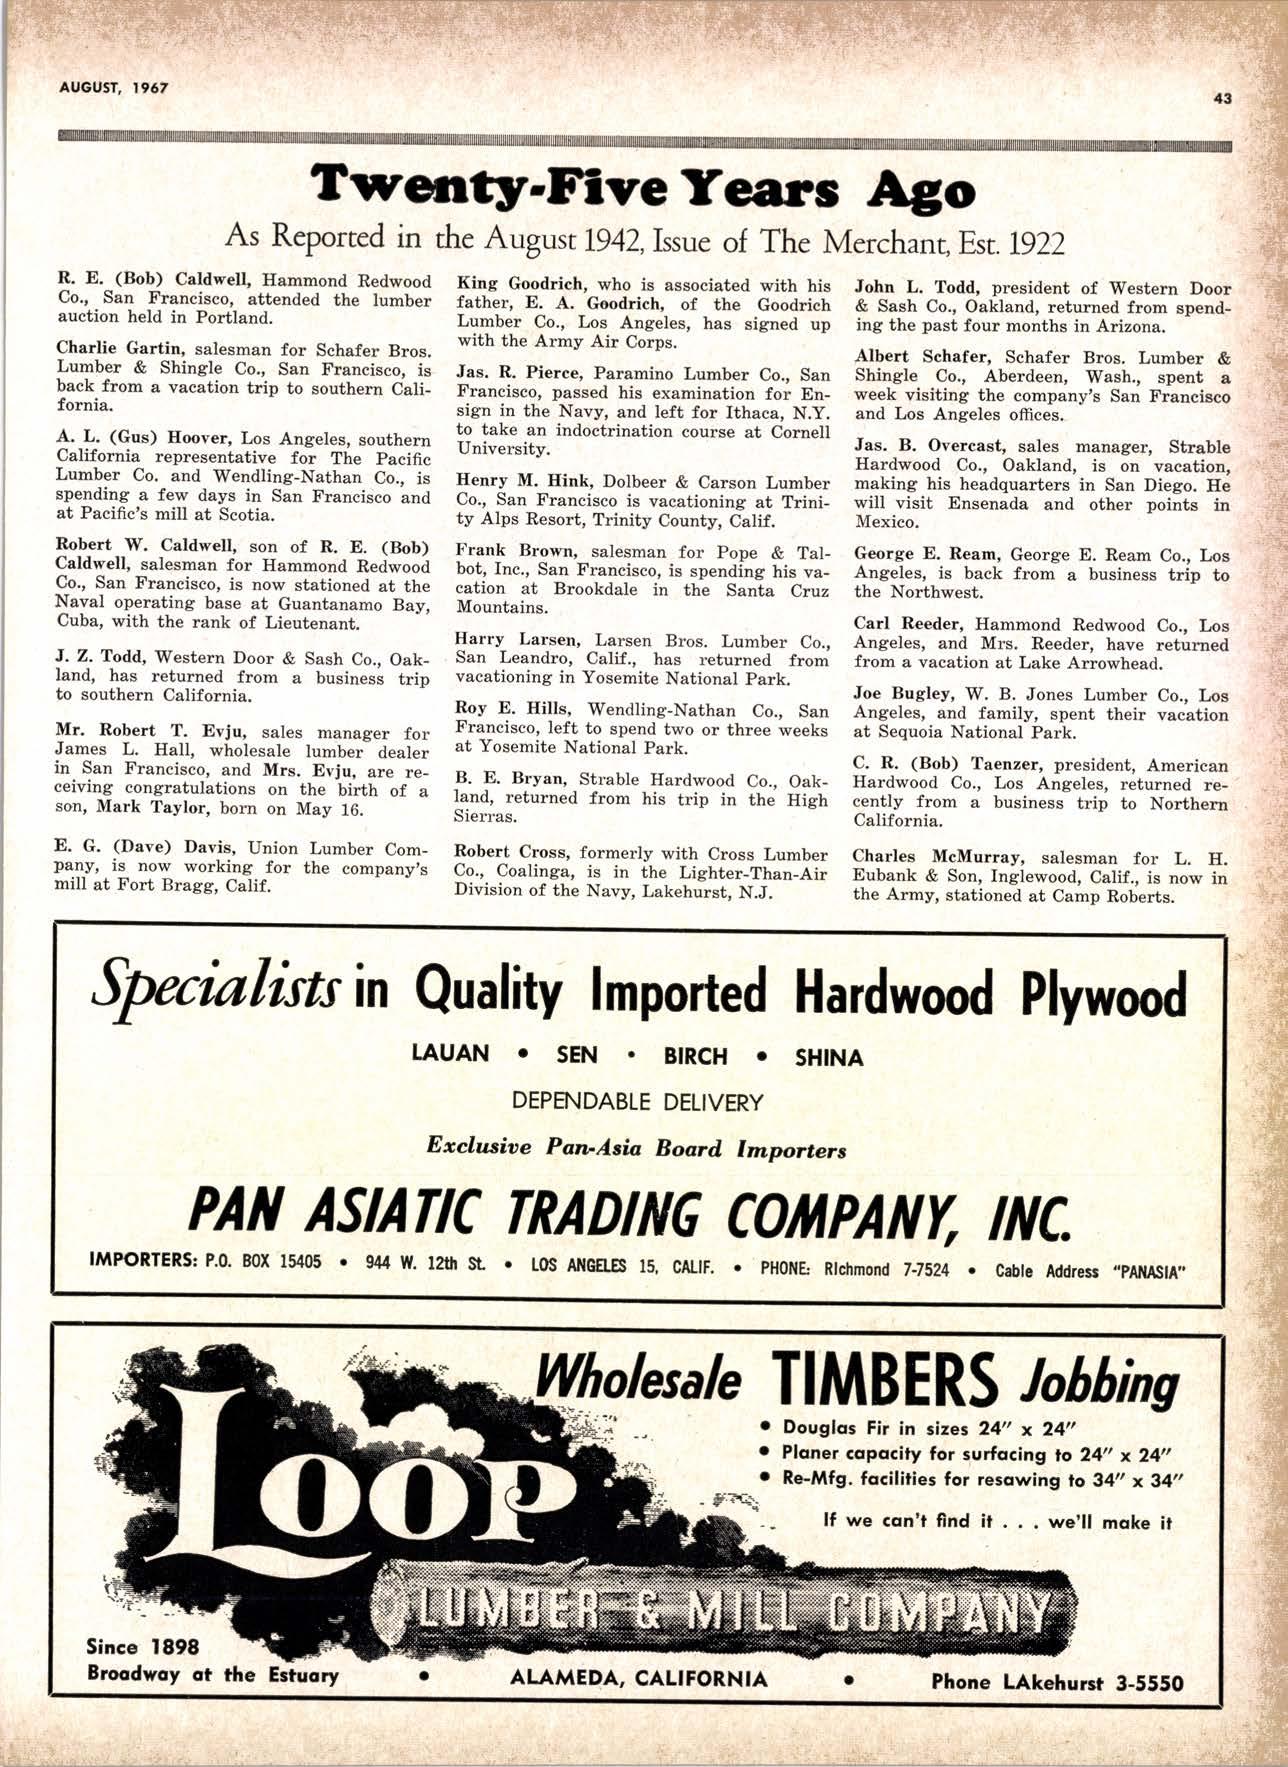 AUGUST, 1967
43
Twenty-Five Years Ago
As Reported in the August 1942, Issue of The Merchant, Est. 1922
R. E. (Bob) Caldwell, Hammond Redwood
Co., San Francisco, attended the lumber
auction held in Portland.
Charlie Gartin, salesman for Schafer Bros.
Lumber & Shingle Co., San Francisco, is
back from a vacation trip to southern Cali-
fornia.
A. L. (Gus) Hoover, Los Angeles, southern
California representative for The Pacific
Lumber Co. and Wendling-Nathan Co., is
spending a few days in San Francisco and
at Pacific's mill at Scotia.
Robert W. Caldwell, son of R. E. (Bob)
Caldwell, salesman for Hammond Redwood
Co., San Francisco, is now stationed at the
Naval operating base at Guantanamo Bay,
Cuba, with the rank of Lieutenant.
J. Z. Todd, Western Door & Sash Co., Oak-
land, has returned from a business trip
to southern California.
Mr. Robert T. Evju, sales manager for
James L. Hall, wholesale lumber dealer
in San Francisco, and Mrs. Evju, are re-
ceiving congratulations on the birth of a
son, Mark Taylor, born on May 16.
E. G. (Dave) Davis, Union Lumber Com-
pany, is now working for the company's
mill at Fort Bragg, Calif.
King Goodrich, who is associated with his
father, E. A. Goodrich, of the Goodrich
Lumber Co., Los Angeles, has signed up
with the Army Air Corps.
Jas. R. Pierce, Paramino Lumber Co., San
Francisco, passed his examination for En-
sign in the Navy, and left for Ithaca, N.Y.
to take an indoctrination course at Cornell
University.
Henry M. Hink, Dolbeer & Carson Lumber
Co., San Francisco is vacationing at Trini-
ty Alps Resort, Trinity County, Calif.
Frank Brown, salesman for Pope & Tal-
bot, Inc., San Francisco, is spending his va-
cation at Brookdale in the Santa Cruz
Mountains.
Harry Larsen, Larsen Bros. Lumber Co.,
San Leandro, Calif., has returned from
vacationing in Yosemite National Park.
Roy E. Hills, Wendling-Nathan Co., San
Francisco, left to spend two or three weeks
at Yosemite National Park.
B. E. Bryan, Strable Hardwood Co., Oak-
land, returned from his trip in the High
Sierras.
Robert Cross, formerly with Cross Lumber
Co., Coalinga, is in the Lighter-Than-Air
Division of the Navy, Lakehurst, N.J.
John L. Todd, president of Western Door
& Sash Co., Oakland, returned from spend-
ing the past four months in Arizona.
Albert Schafer, Schafer Bros. Lumber &
Shingle Co., Aberdeen, Wash., spent a
week visiting the company's San Francisco
and Los Angeles offices.
Jas. B. Overcast, sales manager, Strable
Hardwood Co., Oakland, is on vacation,
making his headquarters in San Diego. He
will visit Ensenada and other points in
Mexico.
George E. Ream, George E. Ream Co., Los
Angeles, is back from a business trip to
the Northwest.
Carl Reeder, Hammond Redwood Co., Los
Angeles, and Mrs. Reeder, have returned
from a vacation at Lake Arrowhead.
Joe Bugley, W. B. Jones Lumber Co., Los
Angeles, and family, spent their vacation
at Sequoia National Park.
C. R. (Bob) Taenzer, president, American
Hardwood Co., Los Angeles, returned re-
cently from a business trip to Northern
California.
Charles McMurray, salesman for L. H.
Eubank & Son, Inglewood, Calif., is now in
the Army, stationed at Camp Roberts.
Specialists in Quality Imported Hardwood Plywood
LAUAN • SEN • BIRCH • SHINA
DEPENDABLE DELIVERY
Exclusive Pan-Asia Board Importers
PAN ASIATIC TRADING COMPANY, INC.
IMPORTERS: P.O. BOX 15405 • 944 W. 12th St. • LOS ANGELES 15, CALIF. • PHONE: RIchmond 7-7524 • Cable Address "PANASIA"
Wholesale TIMBERS Jobbing
• Douglas Fir in sizes 24" x 24"
• Planer capacity for surfacing to 24" x 24"
• Re-Mfg. facilities for resawing to 34" x 34"
If we can't find it . . . we'll make it
LOOP
LUMBER & MILL COMPANY
Since 1898
Broadway at the Estuary • ALAMEDA, CALIFORNIA • Phone LAkehurst 3-5550